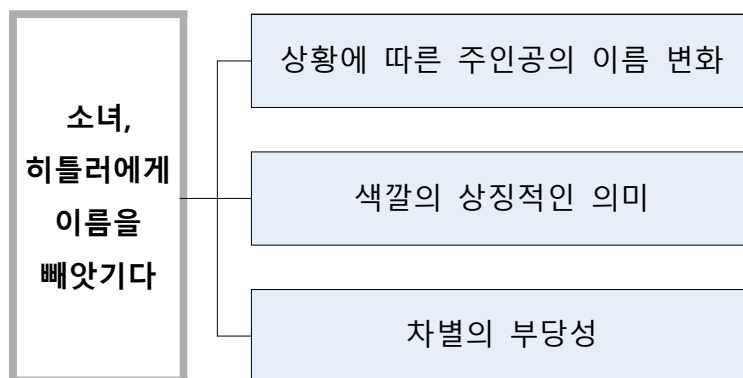 소녀,
히틀러에게
이름을
빼앗기다
상황에 따른 주인공의 이름 변화
색깔의 상징적인 의미
차별의 부당성